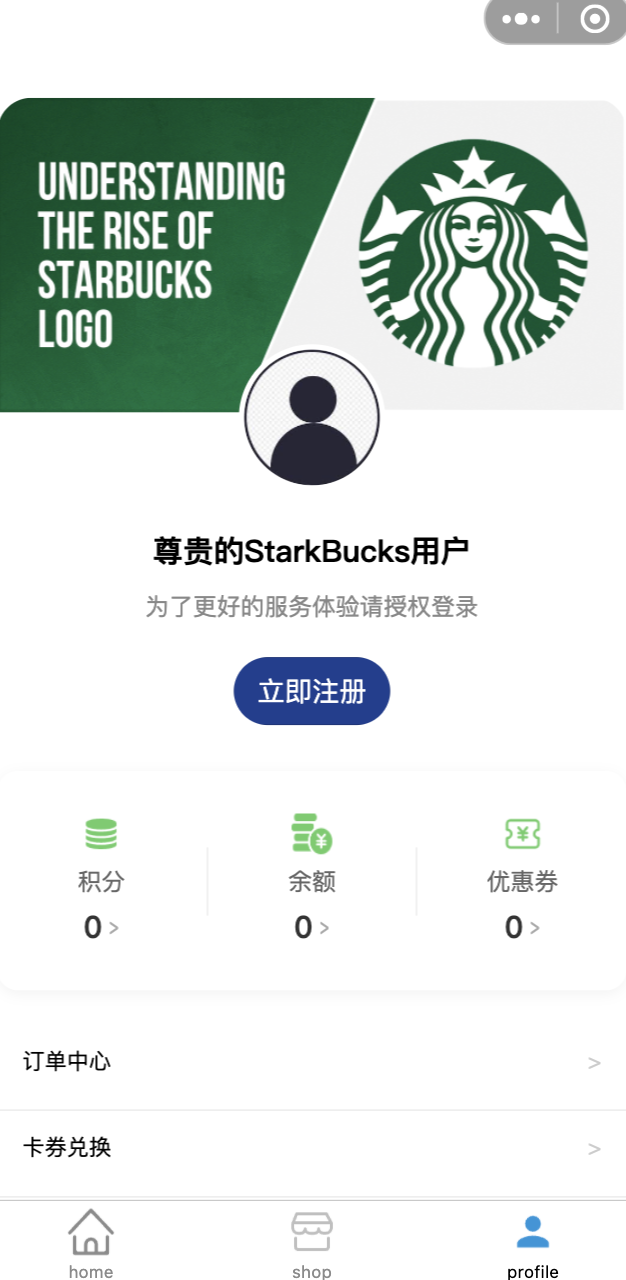 UNDERSTANDING
THE RISE OF
STARBUCKS
LOGO
尊贵的StarkBucks用户
为了更好的服务体验请授权登录
立即注册
积分 余额 优惠券
0 > 0 > 0 >
订单中心 >
卡券兑换 >
home shop profile